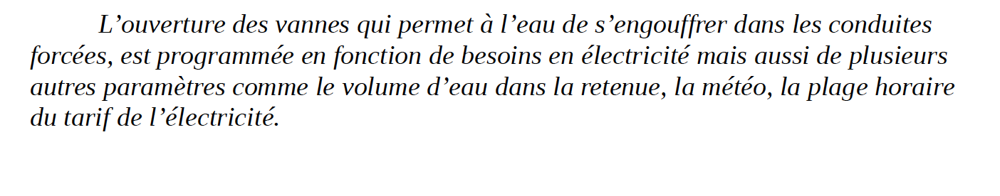 L’ouverture des vannes qui permet à l’eau de s’engouffrer dans les conduites
forcées, est programmée en fonction de besoins en électricité mais aussi de plusieurs
autres paramètres comme le volume d’eau dans la retenue, la météo, la plage horaire
du tarif de l’électricité.